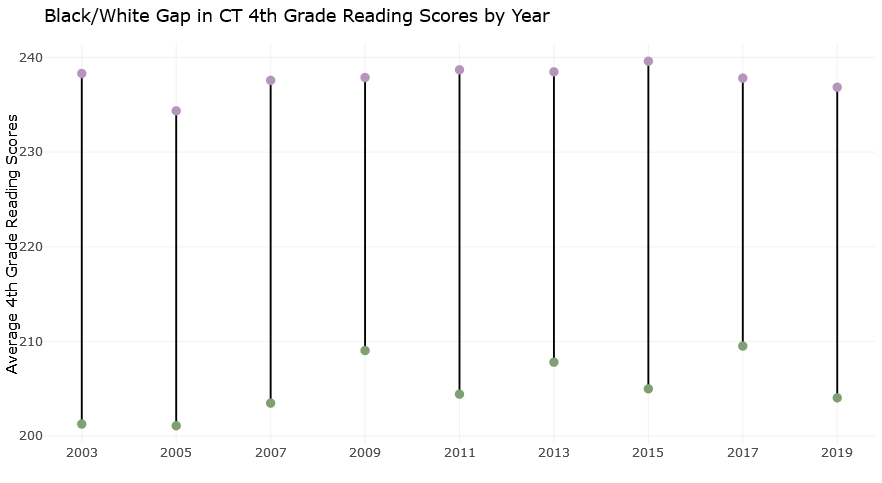 Black/White Gap in CT 4th Grade Reading Scores by Year
Average 4th Grade Reading Scores
240
230
220
210
200
2003 2005 2007 2009 2011 2013 2015 2017 2019